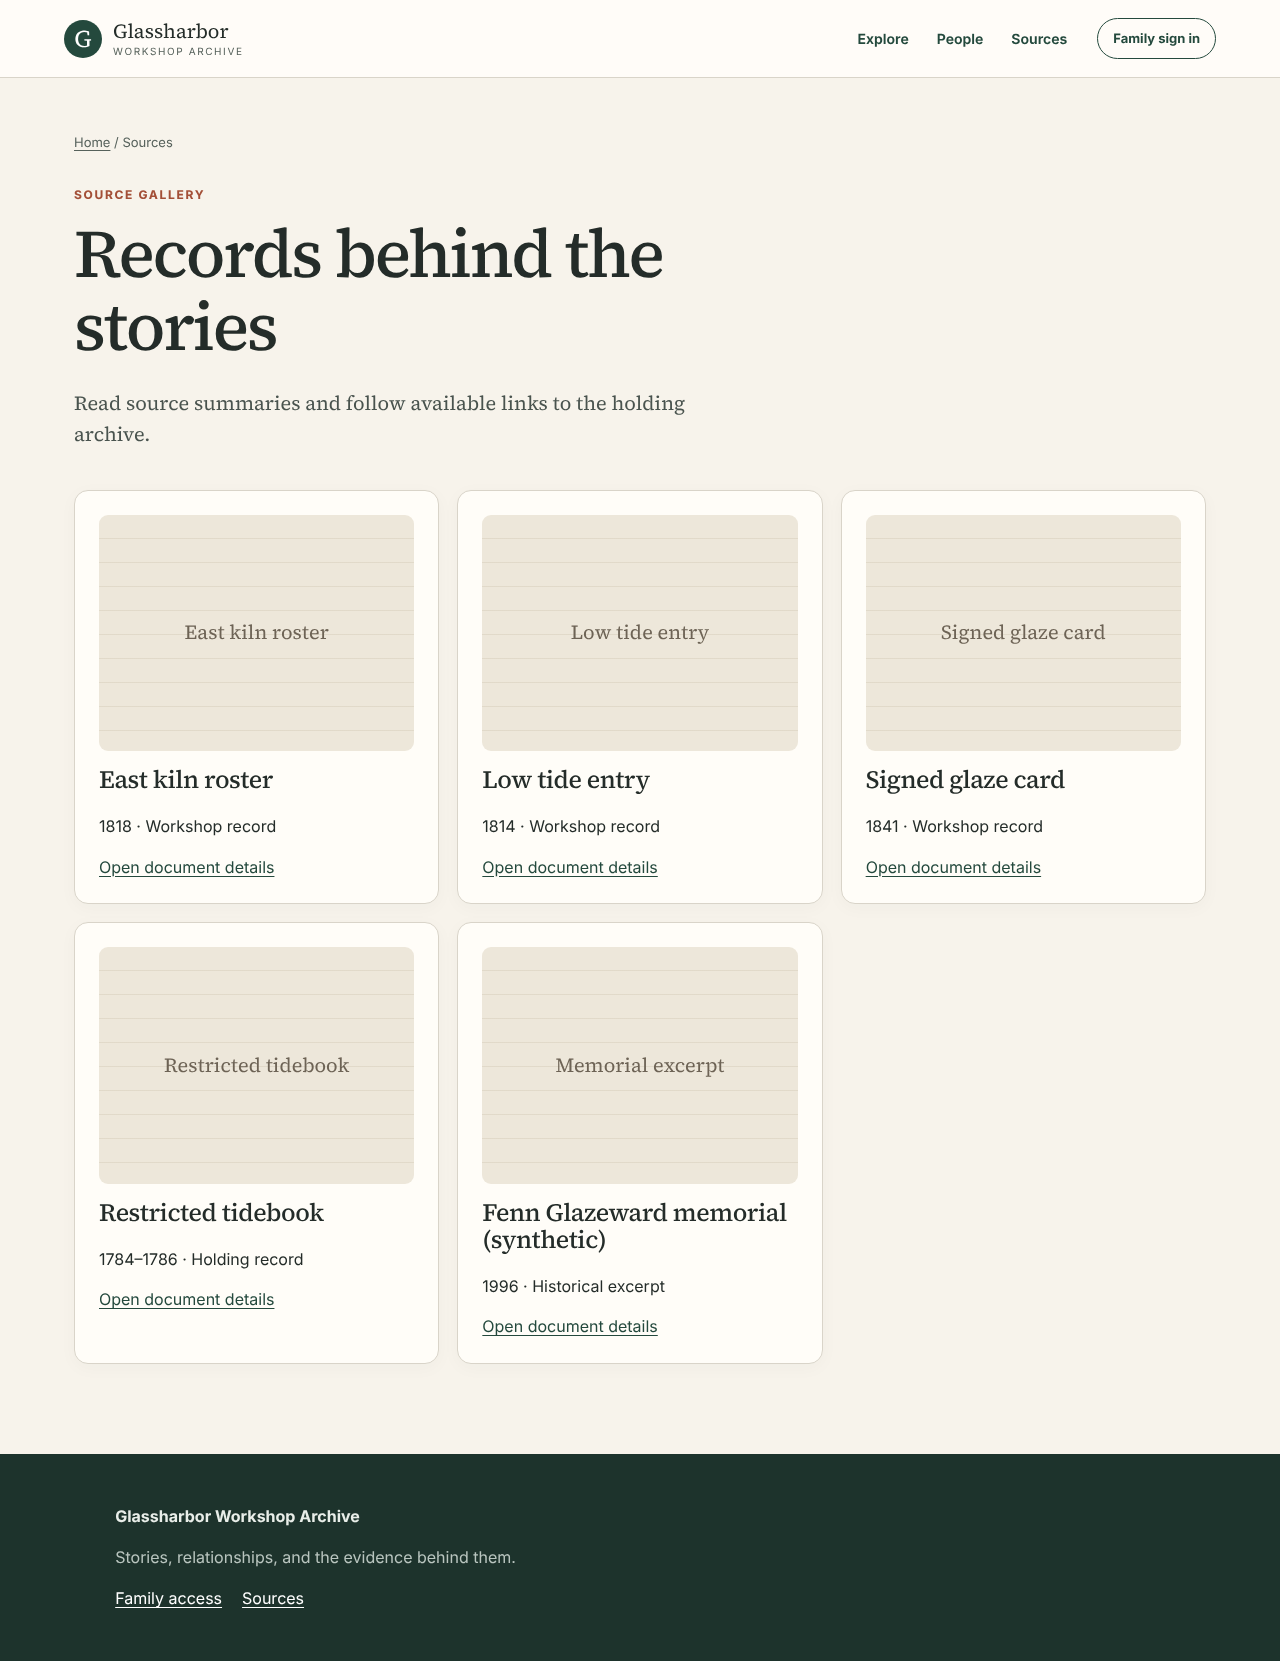 G
Glassharbor
WORKSHOP ARCHIVE
Explore People Sources Family sign in
Home / Sources
SOURCE GALLERY
Records behind the
stories
Read source summaries and follow available links to the holding
archive.
East kiln roster
East kiln roster
1818 · Workshop record
Open document details
Low tide entry
Low tide entry
1814 · Workshop record
Open document details
Signed glaze card
Signed glaze card
1841 · Workshop record
Open document details
Restricted tidebook
Restricted tidebook
1784–1786 · Holding record
Open document details
Memorial excerpt
Fenn Glazeward memorial
(synthetic)
1996 · Historical excerpt
Open document details
Glassharbor Workshop Archive
Stories, relationships, and the evidence behind them.
Family access Sources